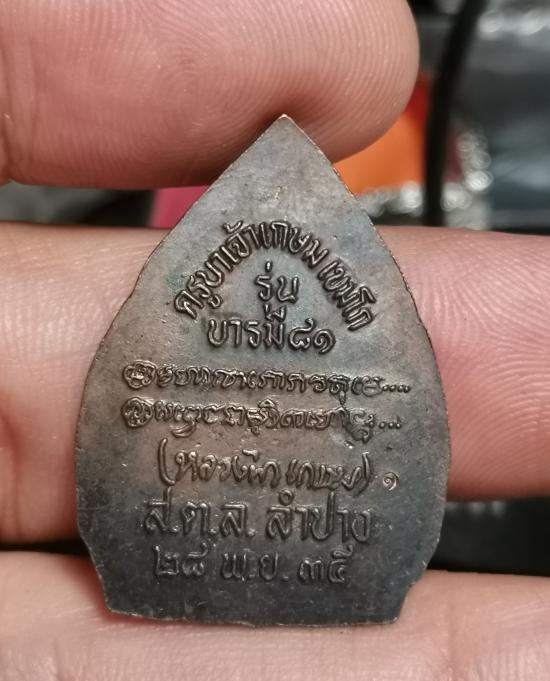 ครูบาเจ้าเกษม เขมโก
รุ่น
บารมี๘๑
(หลวงพ่อเกษม) ๑
ส.ต.ล. ลำปาง
๒๘ พ.ย. ๓๕